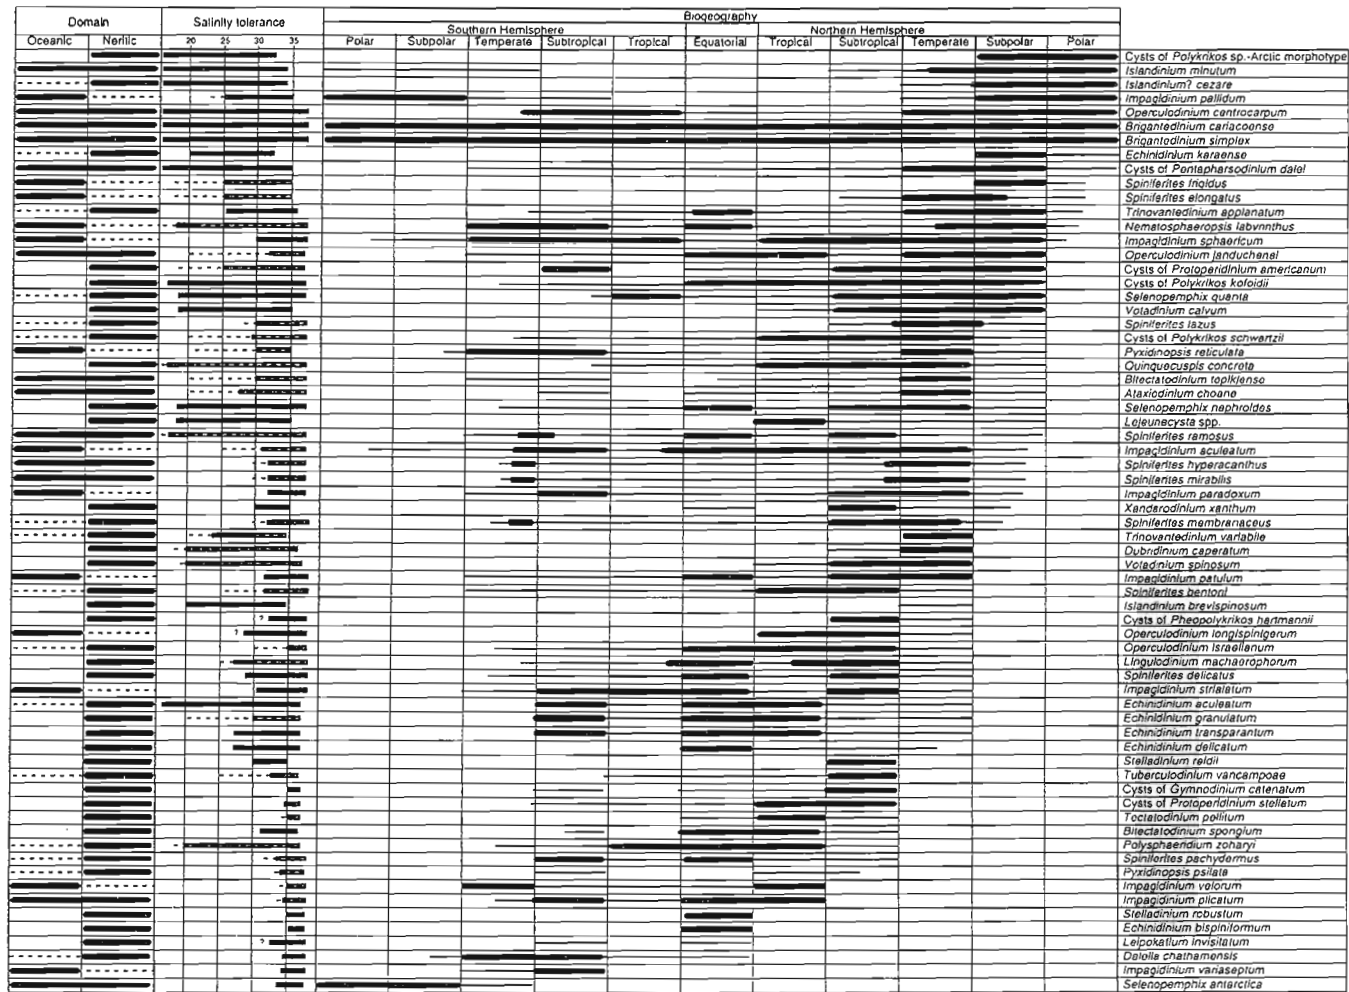 Domain Salinity tolerance Biogeography
Southern Hemisphere Northern Hemisphere
Oceanic Neritic 20 25 30 35 Polar Subpolar Temperate Subtropical Tropical Equatorial Tropical Subtropical Temperate Subpolar Polar
Cysts of Polykrikos sp.-Arctic morphotype
Islandinium minutum
Islandinium? cezare
Impagidinium pallidum
Operculodinium centrocarpum
Brigantedinium cariacoense
Brigantedinium simplex
Echinidinium karaense
Cysts of Pentapharsodinium dalei
Spiniferites frigidus
Spiniferites elongatus
Trinovantedinium applanatum
Nematosphaeropsis labyrinthus
Impagidinium sphaericum
Operculodinium janduchenei
Cysts of Protoperidinium americanum
Cysts of Polykrikos kofoidii
Selenopemphix quanta
Votadinium calvum
Spiniferites lazus
Cysts of Polykrikos schwartzii
Pyxidinopsis reticulata
Quinquecuspis concreta
Bitectatodinium tepikiense
Ataxiodinium choane
Selenopemphix nephroides
Lejeunecysta spp.
Spiniferites ramosus
Impagidinium aculeatum
Spiniferites hyperacanthus
Spiniferites mirabilis
Impagidinium paradoxum
Xandarodinium xanthum
Spiniferites membranaceus
Trinovantedinium variabile
Dubridinium caperatum
Votadinium spinosum
Impagidinium patulum
Spiniferites bentorii
Islandinium brevispinosum
? Cysts of Pheopolykrikos hartmannii
? Operculodinium longispinigerum
Operculodinium israelianum
Lingulodinium machaerophorum
Spiniferites delicatus
Impagidinium strialatum
Echinidinium aculeatum
Echinidinium granulatum
Echinidinium transparantum
Echinidinium delicatum
Stelladinium reidii
Tuberculodinium vancampoae
Cysts of Gymnodinium catenatum
Cysts of Protoperidinium stellatum
Tectatodinium pellitum
Bitectatodinium spongium
Polysphaeridium zoharyi
Spiniferites pachydermus
Pyxidinopsis psilata
Impagidinium velorum
Impagidinium plicatum
Stelladinium robustum
Echinidinium bispiniformum
? Leipokatium invisitatum
Dalella chathamensis
Impagidinium variaseptum
Selenopemphix antarctica